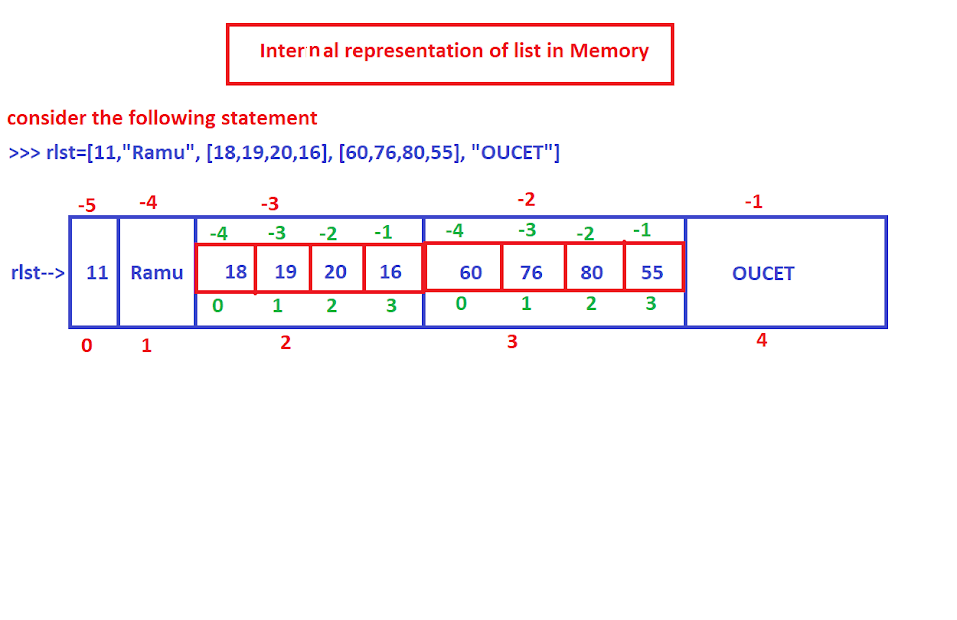 Internal representation of list in Memory
consider the following statement
>>> rlst=[11,"Ramu", [18,19,20,16], [60,76,80,55], "OUCET"]
-5 -4 -3 -2 -1
-4 -3 -2 -1 -4 -3 -2 -1
rlst--> 11 Ramu 18 19 20 16 60 76 80 55 OUCET
0 1 2 3 0 1 2 3
0 1 2 3 4